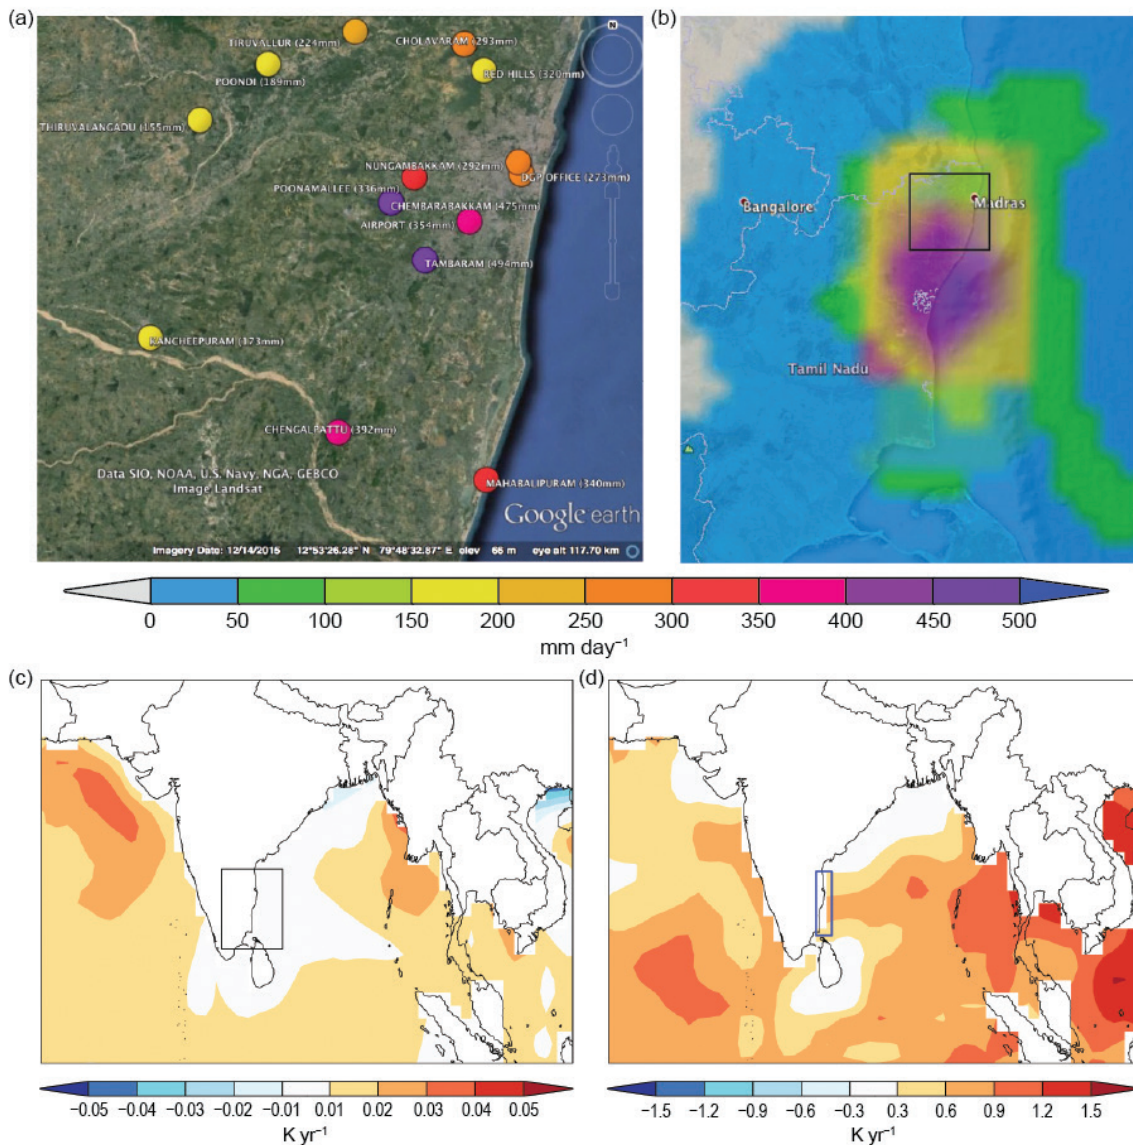 (a)
N
TIRUVALLUR (224mm)
CHOLAVARAM (293mm)
POONDI (189mm)
RED HILLS (320mm)
THIRUVALANGADU (155mm)
NUNGAMBAKKAM (292mm)
DGP OFFICE (273mm)
POONAMALLEE (336mm)
CHEMBARABAKKAM (475mm)
AIRPORT (354mm)
TAMBARAM (494mm)
KANCHEEPURAM (173mm)
CHENGALPATTU (392mm)
Data SIO, NOAA, U.S. Navy, NGA, GEBCO
Image Landsat
MAHABALIPURAM (340mm)
Google earth
Imagery Date: 12/14/2015 12°53'26.28" N 79°48'32.87" E elev 66 m eye alt 117.70 km
(b)
Bangalore
Madras
Tamil Nadu
0 50 100 150 200 250 300 350 400 450 500
mm day⁻¹
(c)
−0.05 −0.04 −0.03 −0.02 −0.01 0.01 0.02 0.03 0.04 0.05
K yr⁻¹
(d)
−1.5 −1.2 −0.9 −0.6 −0.3 0.3 0.6 0.9 1.2 1.5
K yr⁻¹